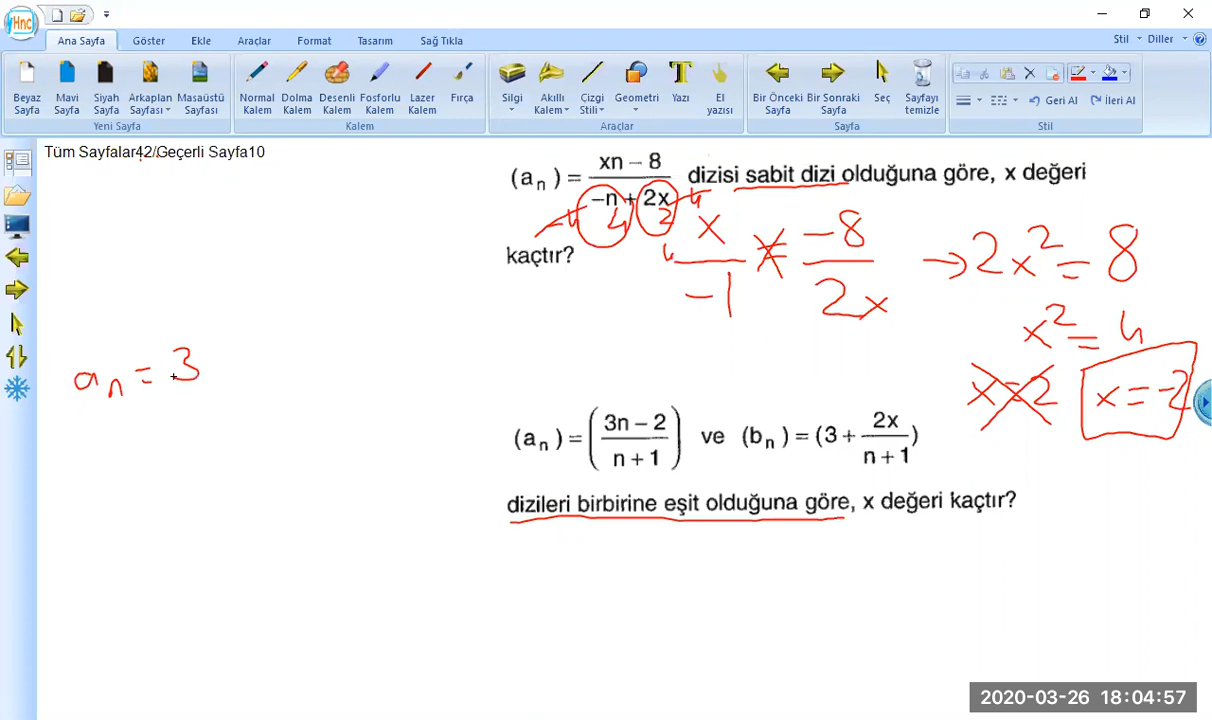 Hnc
Ana Sayfa Göster Ekle Araçlar Format Tasarım Sağ Tıkla Stil Diller
Beyaz Sayfa Mavi Sayfa Siyah Sayfa Arkaplan Sayfası Masaüstü Sayfası
Yeni Sayfa
Normal Kalem Dolma Kalem Desenli Kalem Fosforlu Kalem Lazer Kalem Fırça
Kalem
Silgi Akıllı Kalem Çizgi Stili Geometri Yazı El yazısı
Araçlar
Bir Önceki Sayfa Bir Sonraki Sayfa Seç Sayfayı temizle
Sayfa
Geri Al İleri Al
Stil
Tüm Sayfalar42/Geçerli Sayfa10
(aₙ) = (xn − 8)/(−n + 2x) dizisi sabit dizi olduğuna göre, x değeri
kaçtır?
x/−1 = −8/2x → 2x² = 8
x² = 4
x = 2 x = −2
aₙ = 3
(aₙ) = ((3n − 2)/(n + 1)) ve (bₙ) = (3 + 2x/(n + 1))
dizileri birbirine eşit olduğuna göre, x değeri kaçtır?
2020-03-26 18:04:57